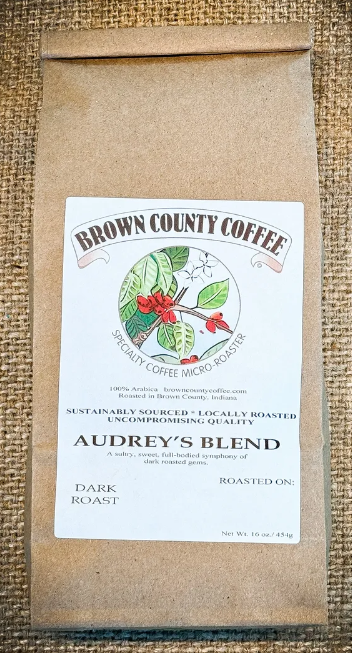 BROWN COUNTY COFFEE
SPECIALTY COFFEE MICRO-ROASTER
100% Arabica browncountycoffee.com
Roasted in Brown County, Indiana
SUSTAINABLY SOURCED * LOCALLY ROASTED
UNCOMPROMISING QUALITY
AUDREY'S BLEND
A sultry, sweet, full-bodied symphony of
dark roasted gems.
ROASTED ON:
DARK
ROAST
Net Wt. 16 oz./ 454g